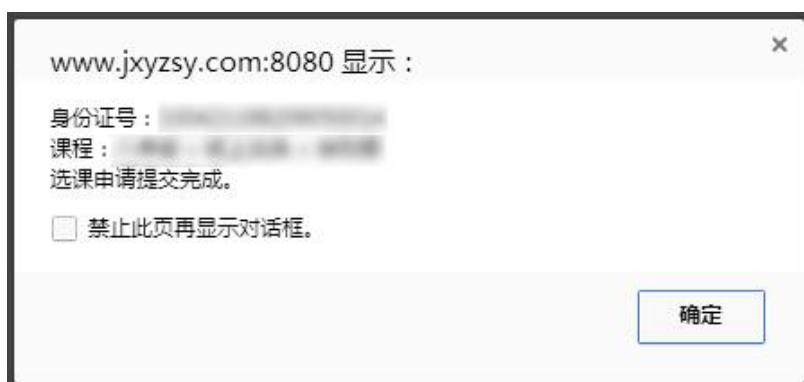 www.jxyzsy.com:8080 显示：
身份证号：
课程：
选课申请提交完成。
禁止此页再显示对话框。
确定